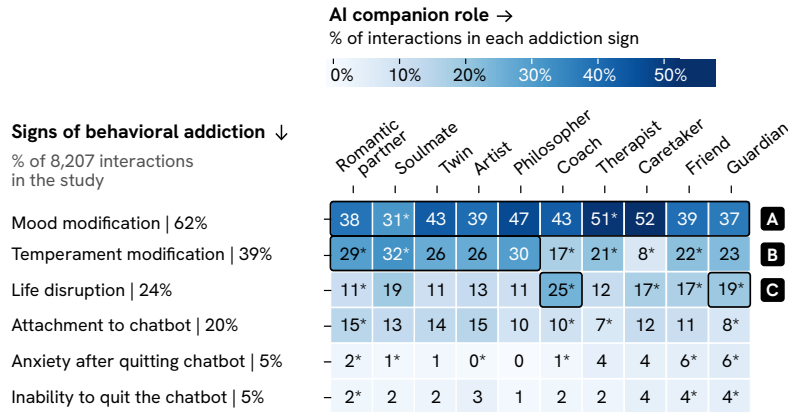 AI companion role →
% of interactions in each addiction sign
0% 10% 20% 30% 40% 50%
Signs of behavioral addiction ↓
% of 8,207 interactions
in the study
Romantic
partner
Soulmate
Twin
Artist
Philosopher
Coach
Therapist
Caretaker
Friend
Guardian
Mood modification | 62% 38 31* 43 39 47 43 51* 52 39 37 A
Temperament modification | 39% 29* 32* 26 26 30 17* 21* 8* 22* 23 B
Life disruption | 24% 11* 19 11 13 11 25* 12 17* 17* 19* C
Attachment to chatbot | 20% 15* 13 14 15 10 10* 7* 12 11 8*
Anxiety after quitting chatbot | 5% 2* 1* 1 0* 0 1* 4 4 6* 6*
Inability to quit the chatbot | 5% 2* 2 2 3 1 2 2 4 4* 4*